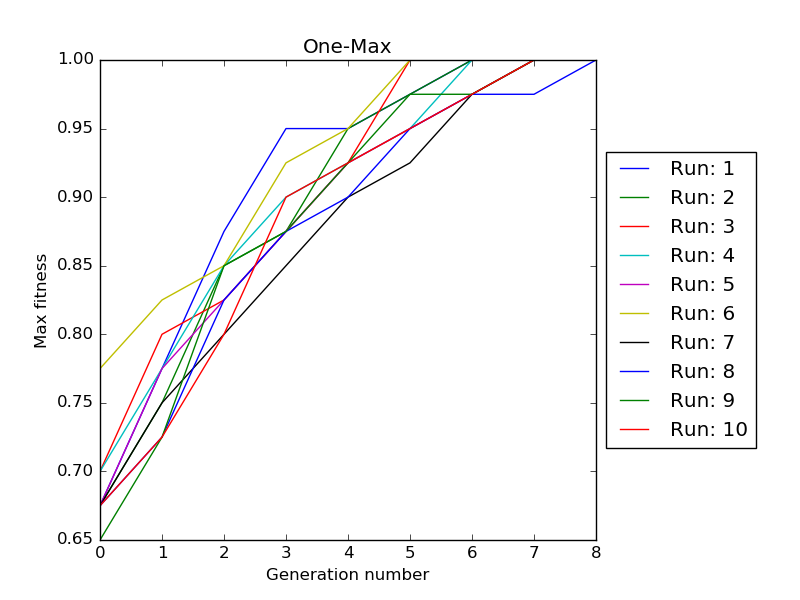 One-Max
1.00
0.95
0.90
0.85
0.80
0.75
0.70
0.65
Max fitness
0 1 2 3 4 5 6 7 8
Generation number
Run: 1
Run: 2
Run: 3
Run: 4
Run: 5
Run: 6
Run: 7
Run: 8
Run: 9
Run: 10